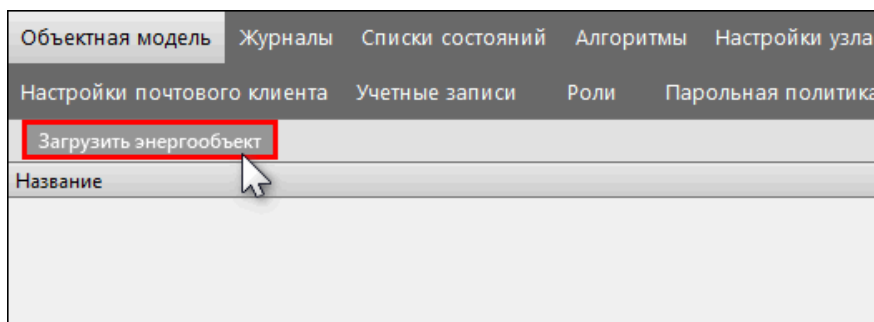 Объектная модель Журналы Списки состояний Алгоритмы Настройки узла
Настройки почтового клиента Учетные записи Роли Парольная политика
Загрузить энергообъект
Название